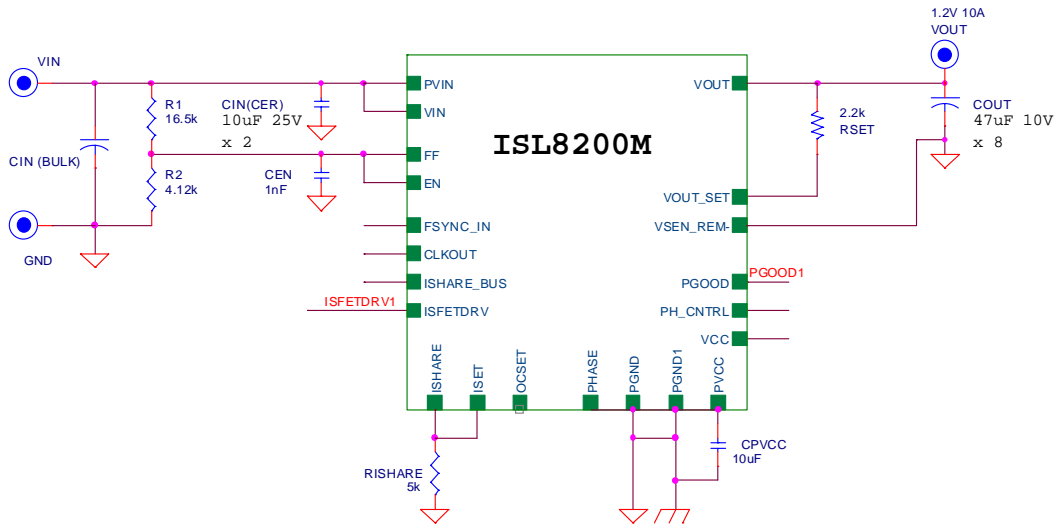 1.2V 10A
VOUT
VIN
PVIN
VOUT
R1
16.5k
CIN(CER)
10uF 25V
x 2
VIN
2.2k
RSET
COUT
47uF 10V
x 8
ISL8200M
CIN (BULK)
FF
R2
4.12k
CEN
1nF
EN
VOUT_SET
FSYNC_IN
VSEN_REM-
GND
CLKOUT
ISHARE_BUS
PGOOD
PGOOD1
ISFETDRV1
ISFETDRV
PH_CNTRL
VCC
ISHARE
ISET
OCSET
PHASE
PGND
PGND1
PVCC
RISHARE
5k
CPVCC
10uF